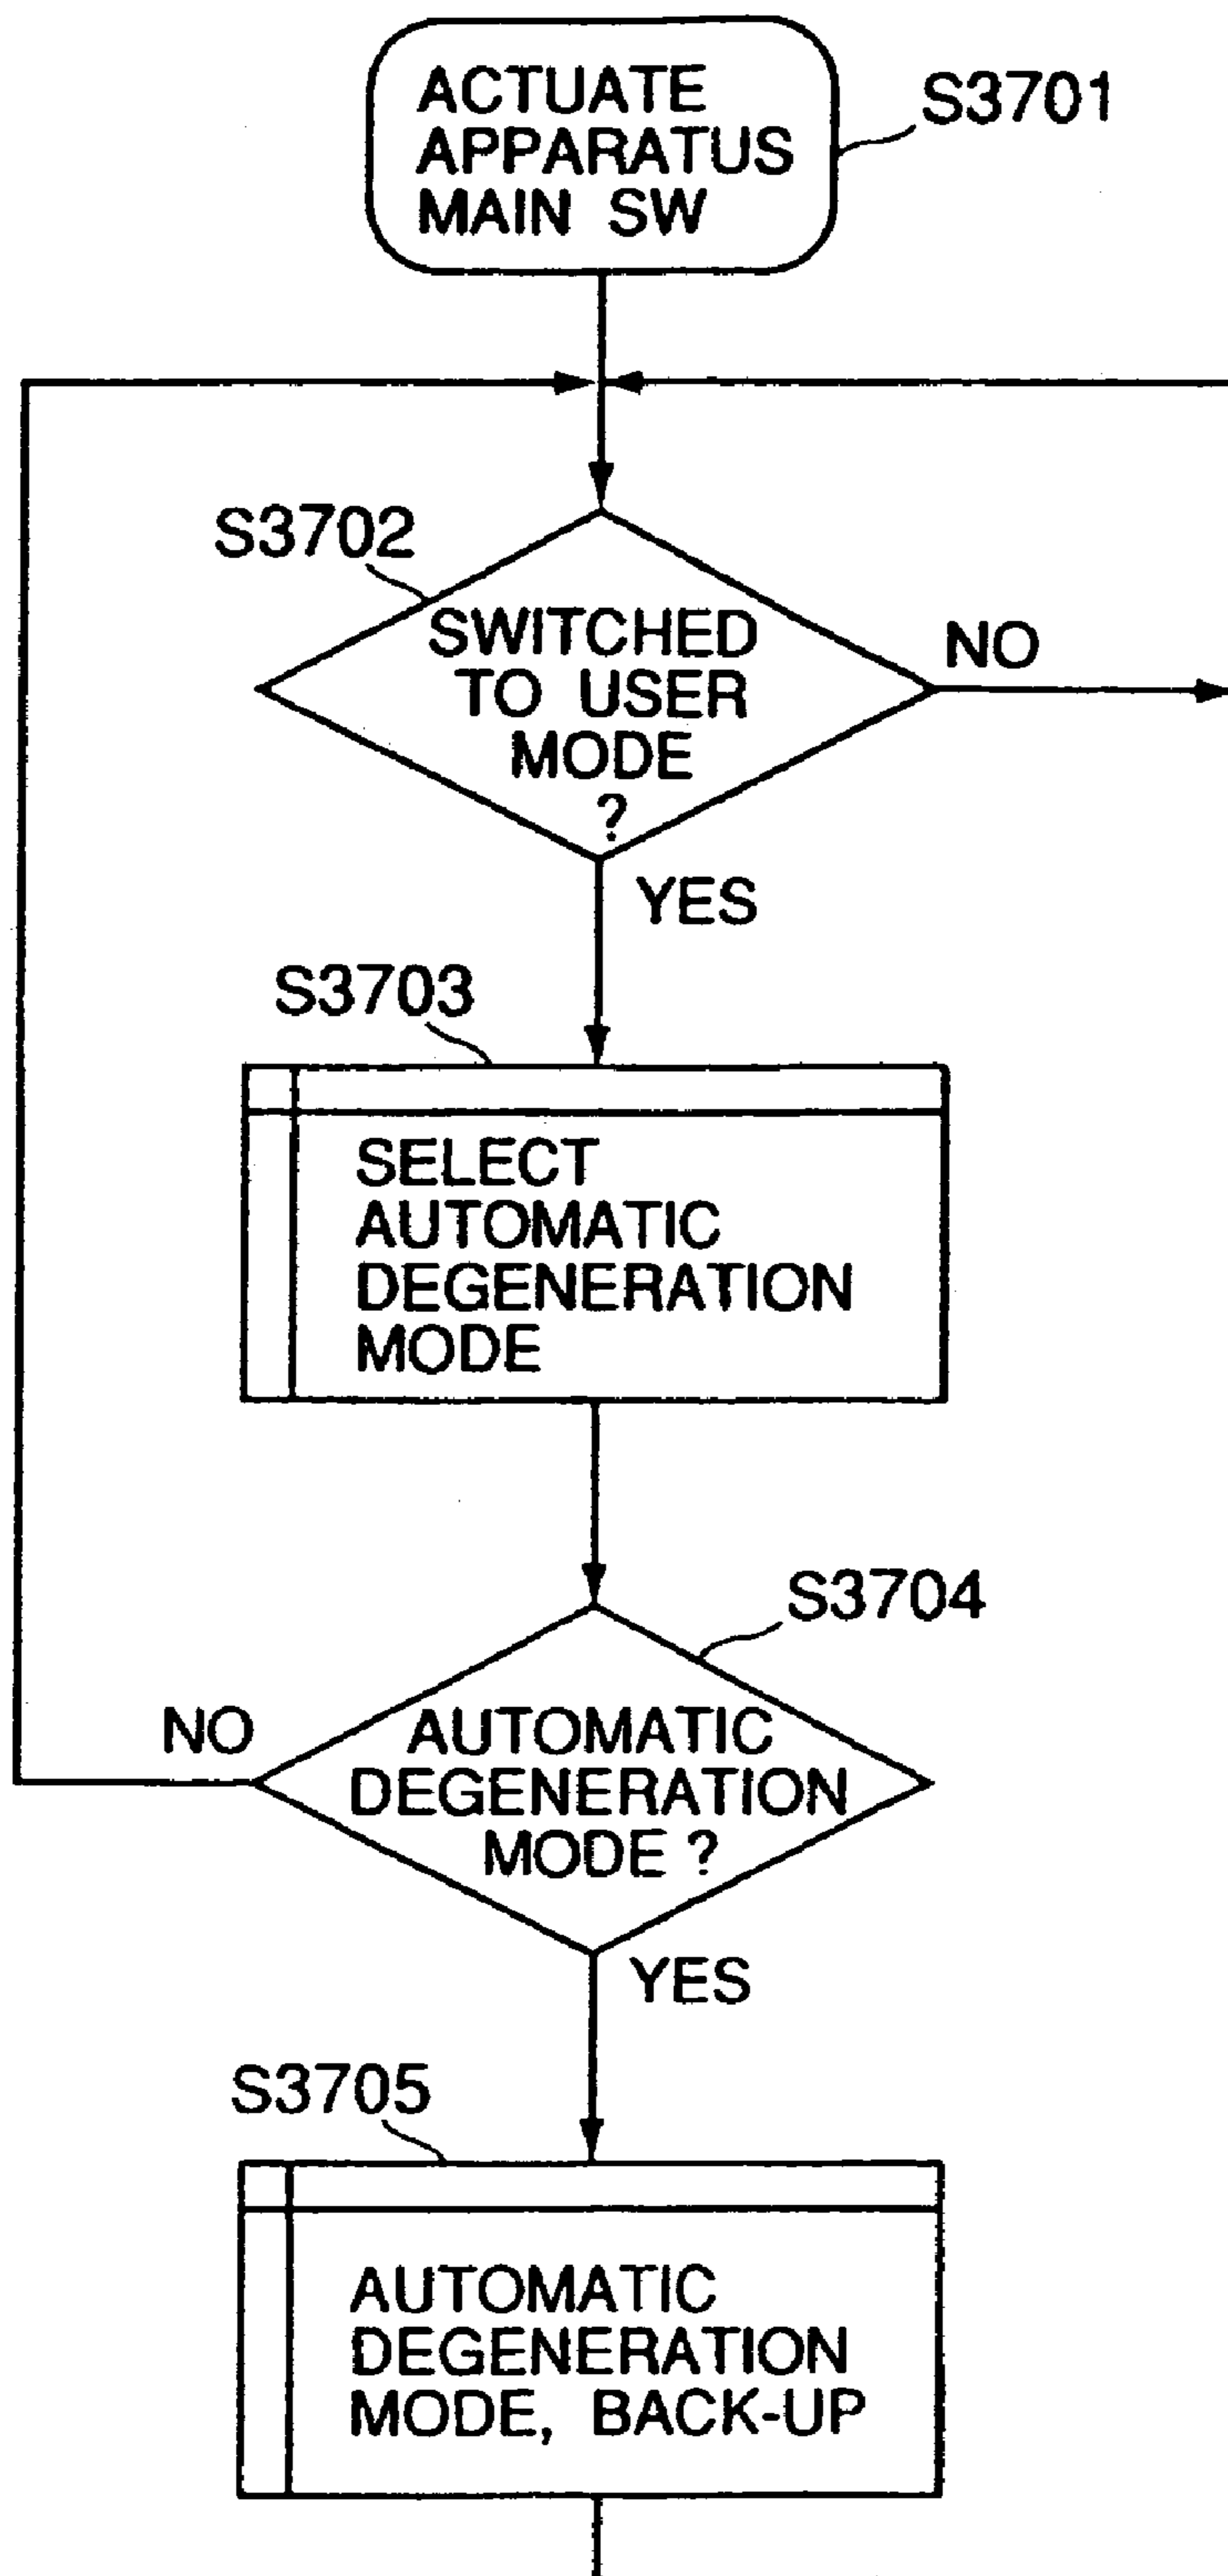 ACTUATE
APPARATUS
MAIN SW
S3701
S3702
SWITCHED
TO USER
MODE
?
NO
YES
S3703
SELECT
AUTOMATIC
DEGENERATION
MODE
S3704
NO
AUTOMATIC
DEGENERATION
MODE ?
YES
S3705
AUTOMATIC
DEGENERATION
MODE, BACK-UP